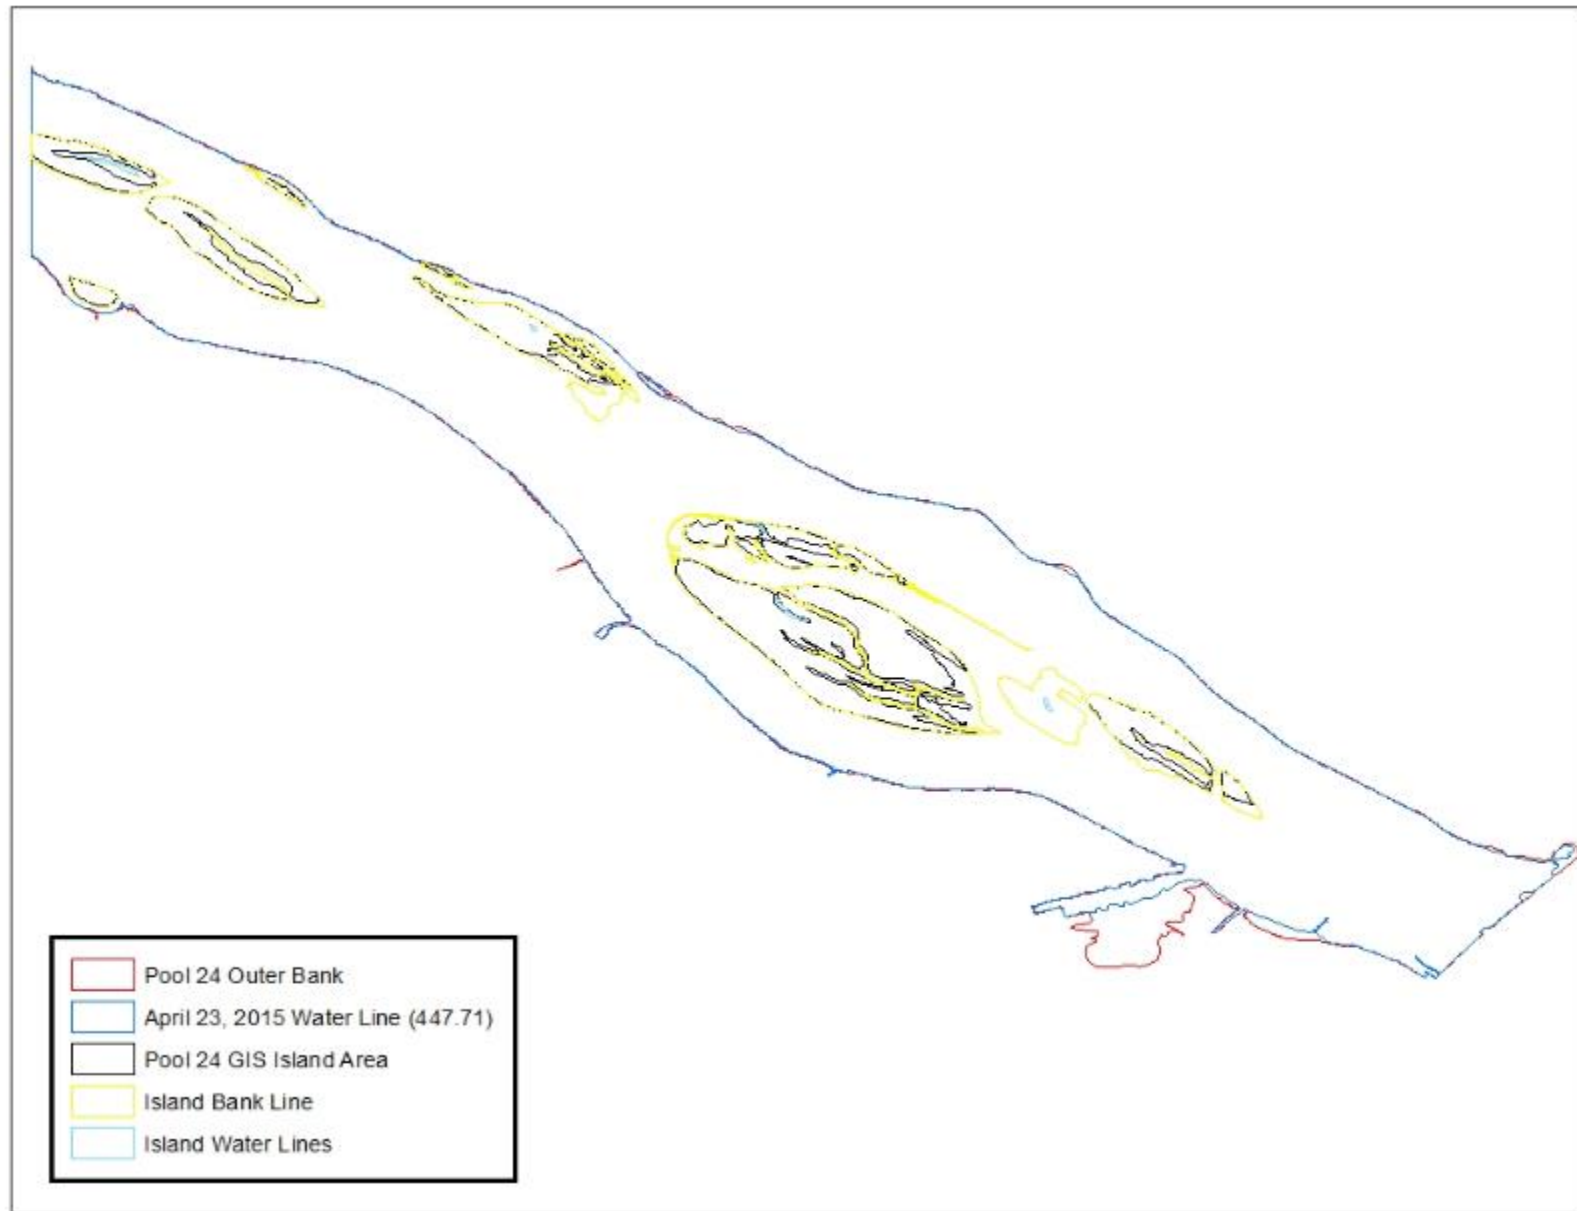 Pool 24 Outer Bank
April 23, 2015 Water Line (447.71)
Pool 24 GIS Island Area
Island Bank Line
Island Water Lines